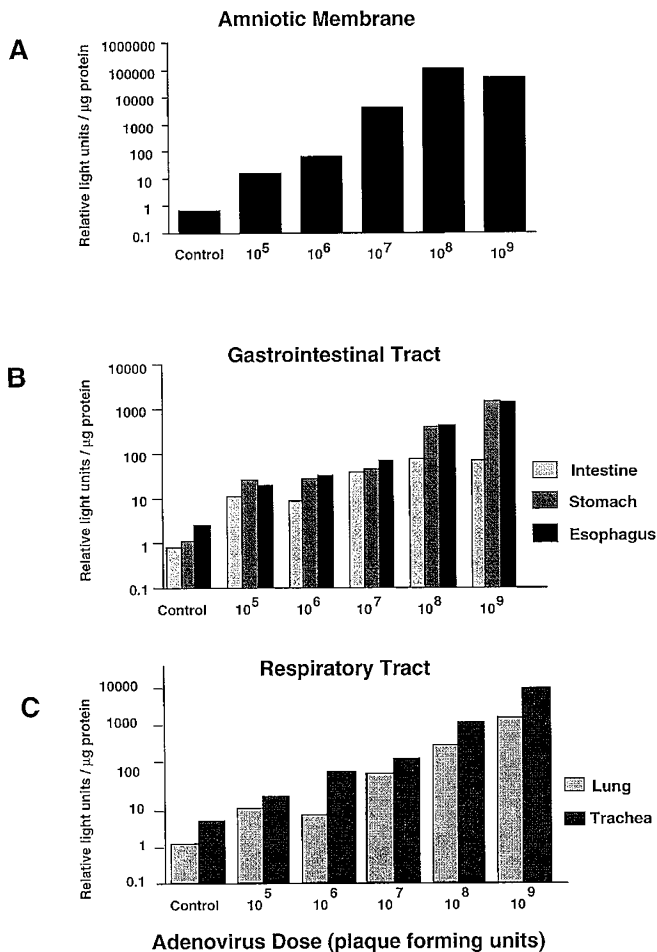 Amniotic Membrane
A
Relative light units / µg protein
1000000
100000
10000
1000
100
10
1
0.1
Control 10^5 10^6 10^7 10^8 10^9
Gastrointestinal Tract
B
Relative light units / µg protein
10000
1000
100
10
1
0.1
Intestine
Stomach
Esophagus
Control 10^5 10^6 10^7 10^8 10^9
Respiratory Tract
C
Relative light units / µg protein
10000
1000
100
10
1
0.1
Lung
Trachea
Control 10^5 10^6 10^7 10^8 10^9
Adenovirus Dose (plaque forming units)